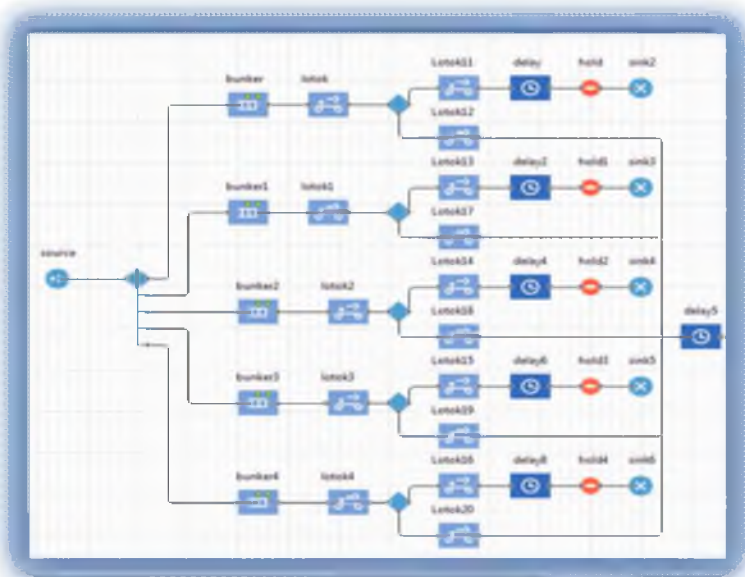 Lotok11 delay hold sink2
bunker lotok
Lotok12
Lotok13 delay2 hold1 sink3
bunker1 lotok1
Lotok17
source
Lotok14 delay4 hold2 sink4
bunker2 lotok2
Lotok18
delay5
Lotok15 delay6 hold3 sink5
bunker3 lotok3
Lotok19
Lotok16 delay8 hold4 sink6
bunker4 lotok4
Lotok20